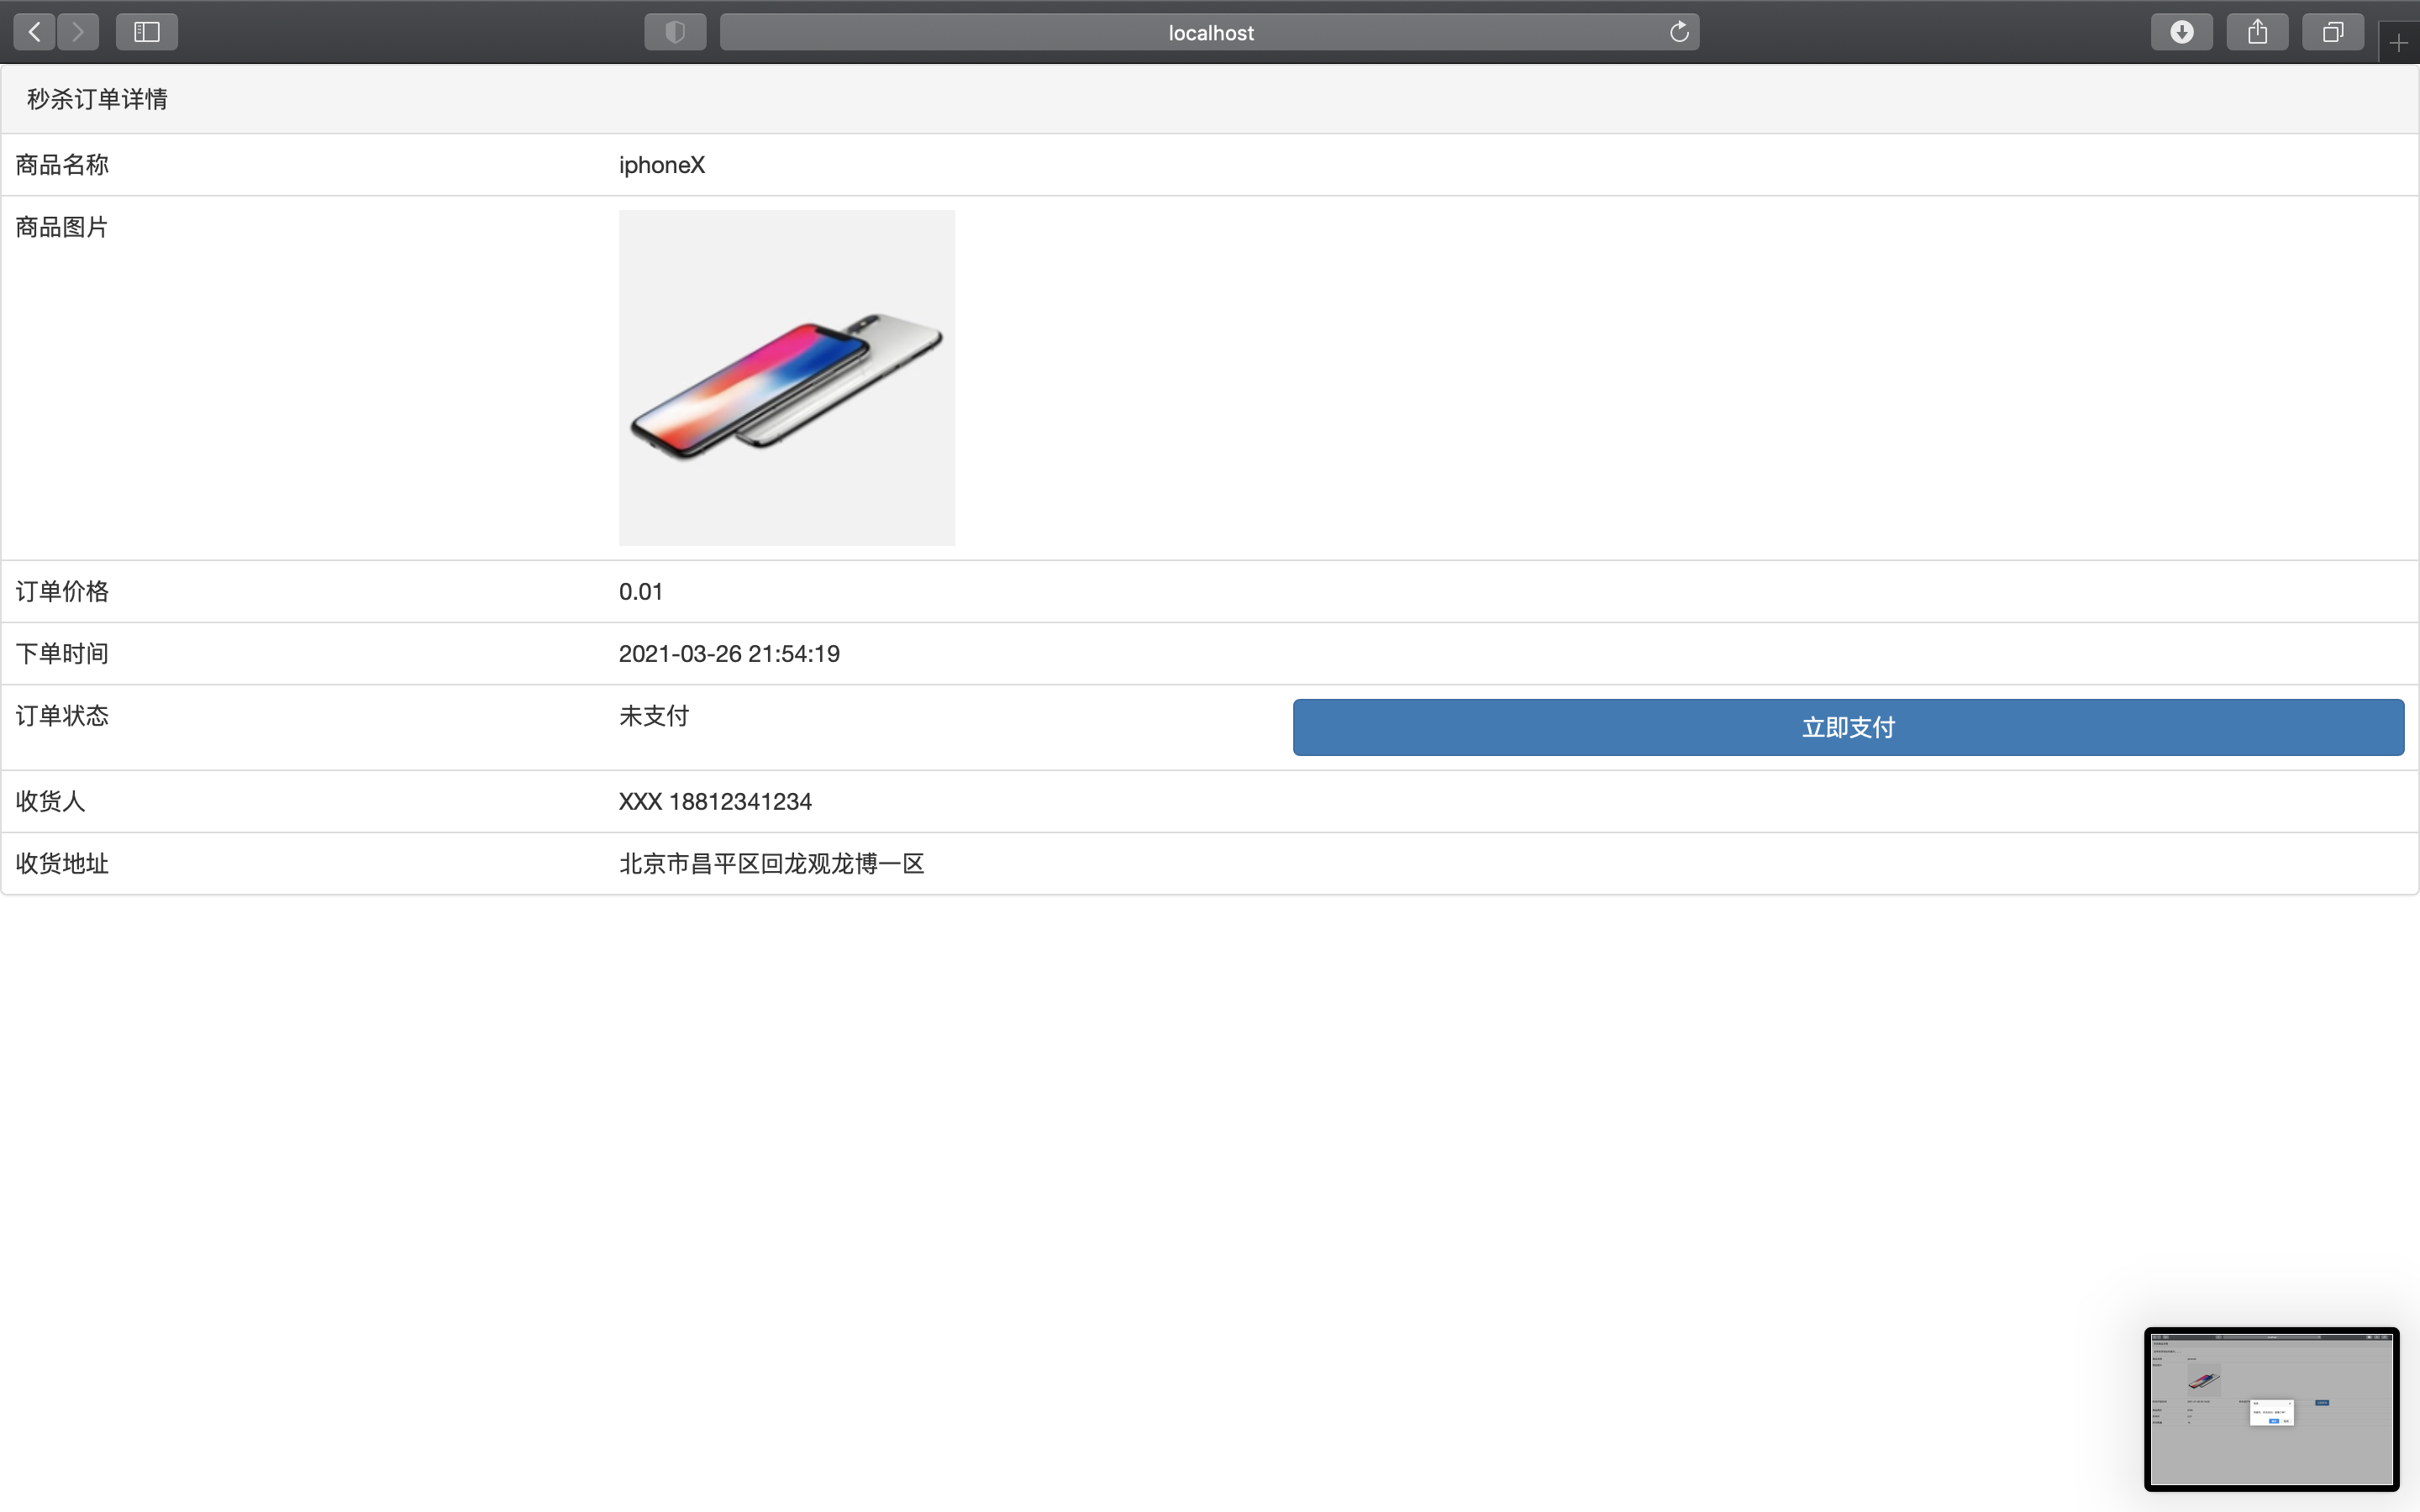 localhost
秒杀订单详情
商品名称 iphoneX
商品图片
订单价格 0.01
下单时间 2021-03-26 21:54:19
订单状态 未支付 立即支付
收货人 XXX 18812341234
收货地址 北京市昌平区回龙观龙博一区